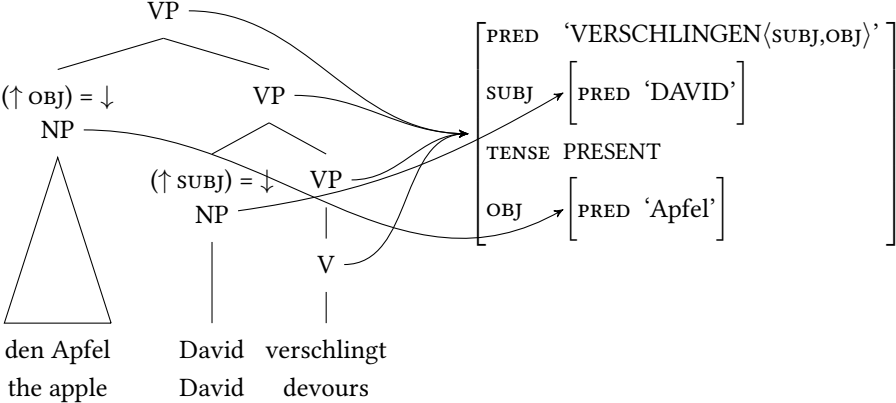 VP
PRED ‘VERSCHLINGEN⟨SUBJ,OBJ⟩’
(↑ OBJ) = ↓ VP SUBJ [PRED ‘DAVID’]
NP
TENSE PRESENT
(↑ SUBJ) = ↓ VP
NP OBJ [PRED ‘Apfel’]
V
den Apfel David verschlingt
the apple David devours